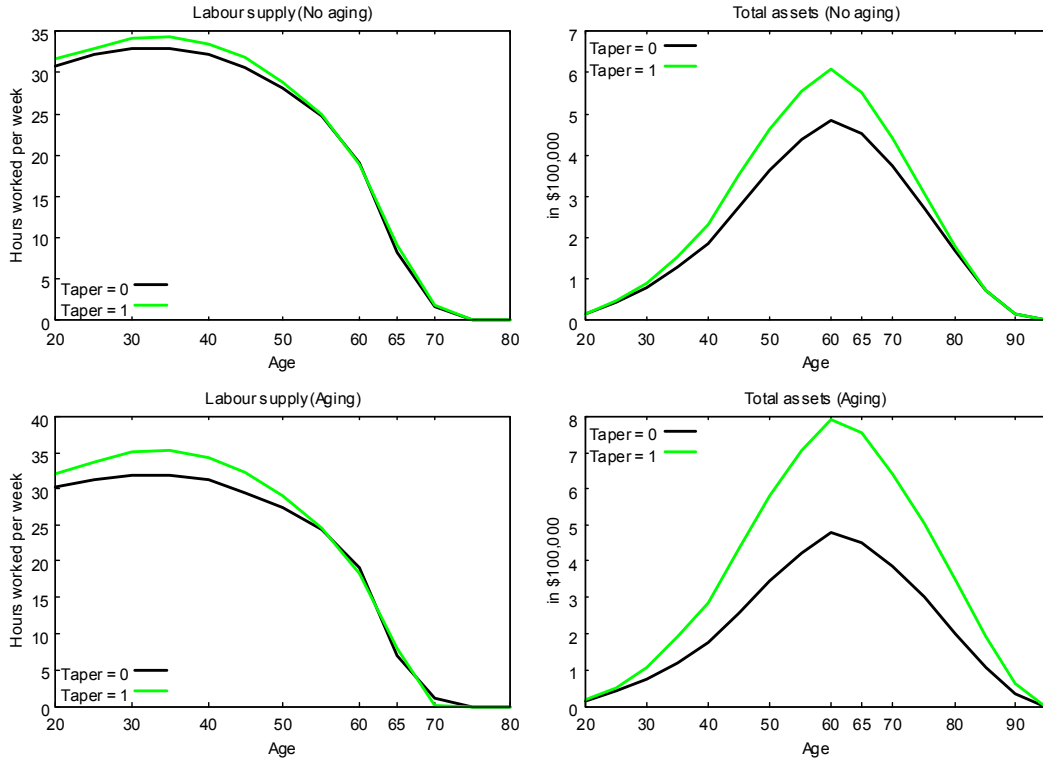 Labour supply (No aging)
Hours worked per week
35
30
25
20
15
10
5
0
Taper = 0
Taper = 1
20 30 40 50 60 65 70 80
Age
Total assets (No aging)
in $100,000
7
6
5
4
3
2
1
0
Taper = 0
Taper = 1
20 30 40 50 60 65 70 80 90
Age
Labour supply (Aging)
Hours worked per week
40
35
30
25
20
15
10
5
0
Taper = 0
Taper = 1
20 30 40 50 60 65 70 80
Age
Total assets (Aging)
in $100,000
8
7
6
5
4
3
2
1
0
Taper = 0
Taper = 1
20 30 40 50 60 65 70 80 90
Age